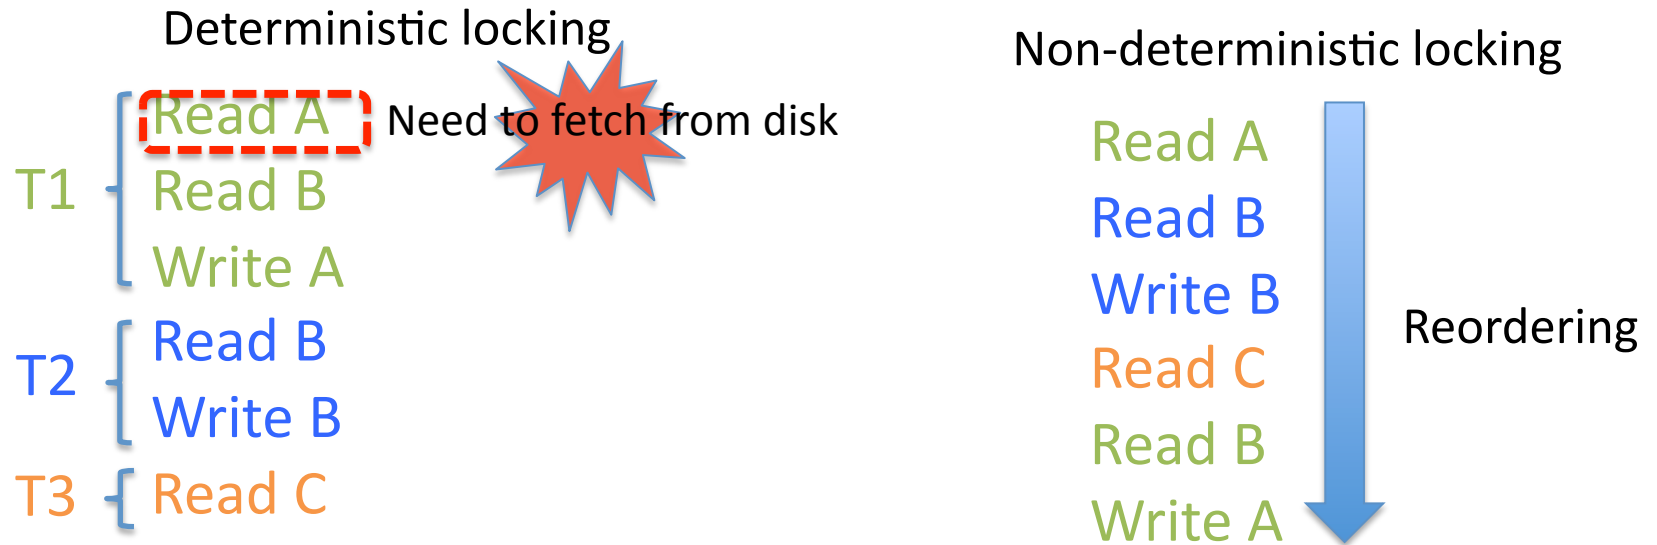 Deterministic locking
Need to fetch from disk
T1
Read A
Read B
Write A
T2
Read B
Write B
T3
Read C
Non-deterministic locking
Read A
Read B
Write B
Read C
Read B
Write A
Reordering